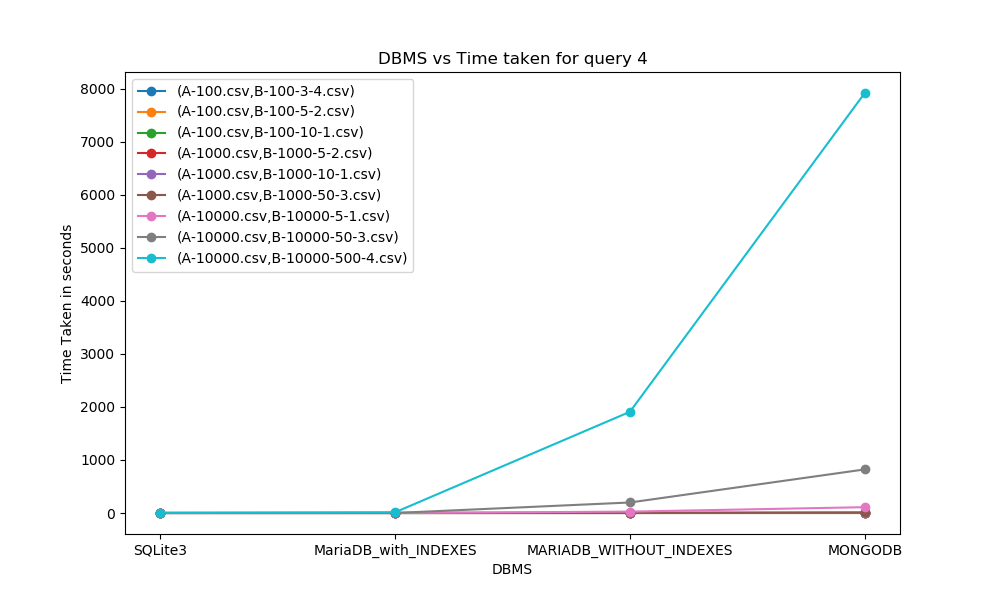 DBMS vs Time taken for query 4
(A-100.csv,B-100-3-4.csv)
(A-100.csv,B-100-5-2.csv)
(A-100.csv,B-100-10-1.csv)
(A-1000.csv,B-1000-5-2.csv)
(A-1000.csv,B-1000-10-1.csv)
(A-1000.csv,B-1000-50-3.csv)
(A-10000.csv,B-10000-5-1.csv)
(A-10000.csv,B-10000-50-3.csv)
(A-10000.csv,B-10000-500-4.csv)
Time Taken in seconds
8000
7000
6000
5000
4000
3000
2000
1000
0
SQLite3
MariaDB_with_INDEXES
MARIADB_WITHOUT_INDEXES
MONGODB
DBMS